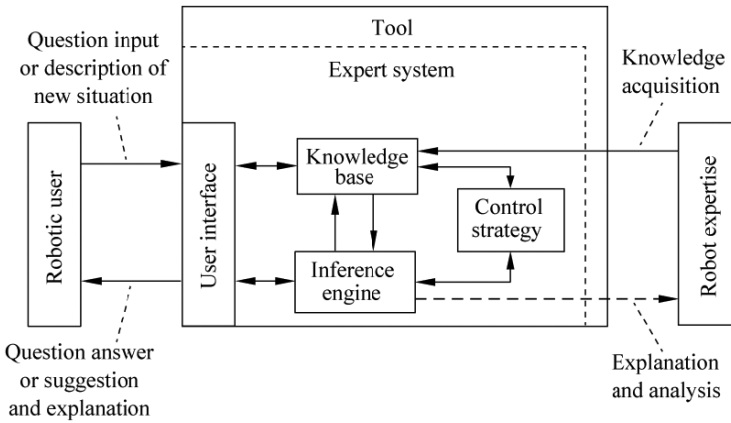 Tool
Expert system
Question input
or description of
new situation
Knowledge
acquisition
Robotic user
User interface
Knowledge
base
Control
strategy
Inference
engine
Robot expertise
Question answer
or suggestion
and explanation
Explanation
and analysis